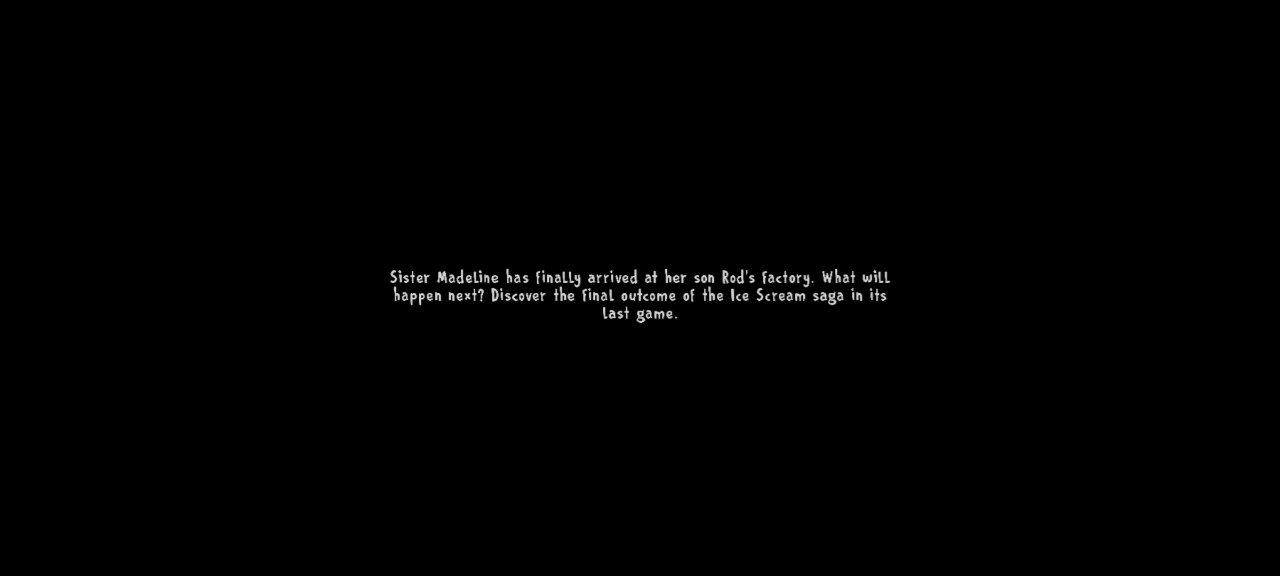 Sister Madeline has finally arrived at her son Rod's factory. What will
happen next? Discover the final outcome of the Ice Scream saga in its
last game.